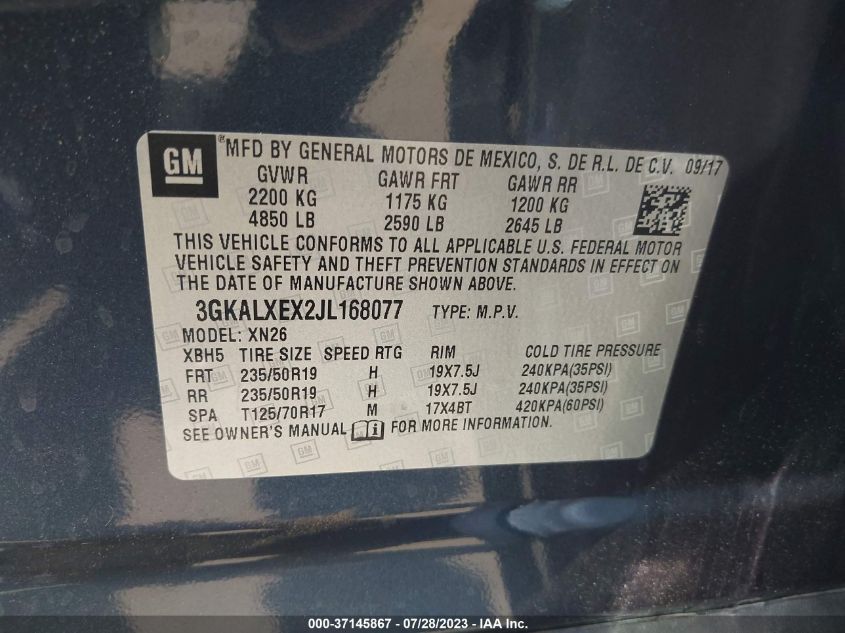 GM
® MFD BY GENERAL MOTORS DE MEXICO, S. DE R.L. DE C.V. 09/17
GVWR GAWR FRT GAWR RR
2200 KG 1175 KG 1200 KG
4850 LB 2590 LB 2645 LB
THIS VEHICLE CONFORMS TO ALL APPLICABLE U.S. FEDERAL MOTOR
VEHICLE SAFETY AND THEFT PREVENTION STANDARDS IN EFFECT ON
THE DATE OF MANUFACTURE SHOWN ABOVE.
3GKALXEX2JL168077 TYPE: M.P.V.
MODEL: XN26
XBH5 TIRE SIZE SPEED RTG RIM COLD TIRE PRESSURE
FRT 235/50R19 H 19X7.5J 240KPA(35PSI)
RR 235/50R19 H 19X7.5J 240KPA(35PSI)
SPA T125/70R17 M 17X4BT 420KPA(60PSI)
SEE OWNER'S MANUAL FOR MORE INFORMATION.
000-37145867 / 07/28/2023 - IAA Inc.